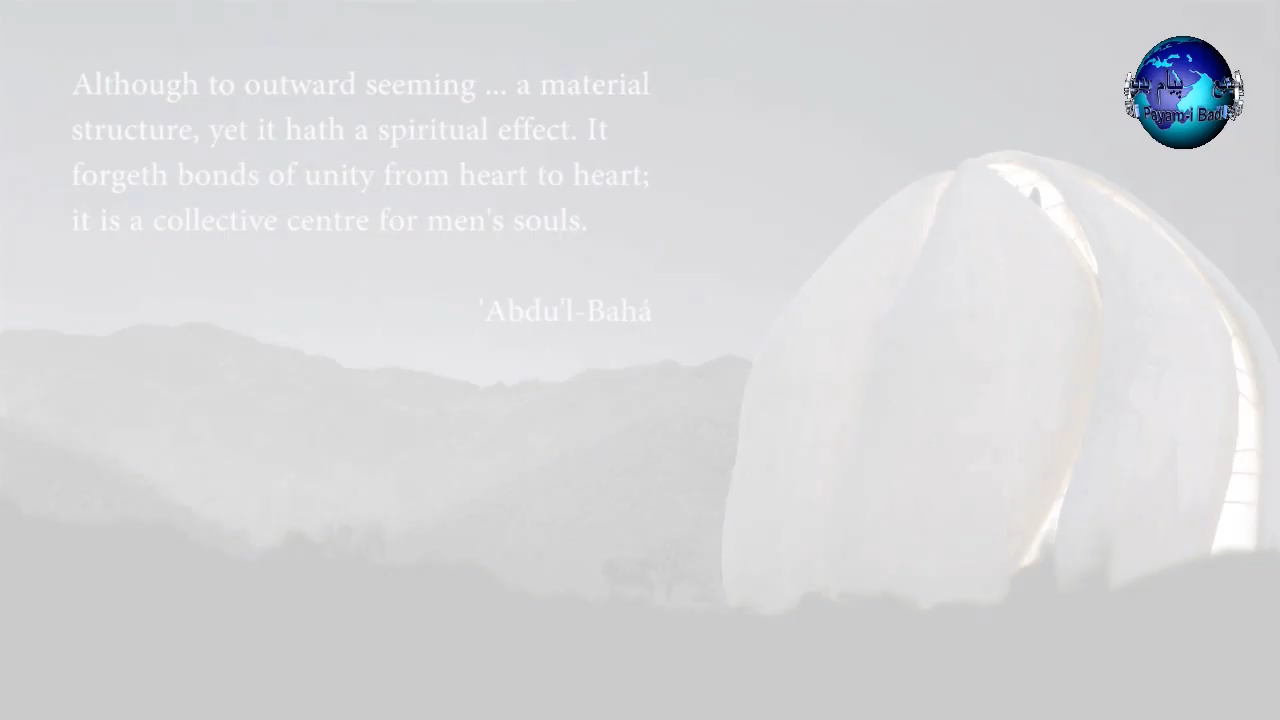 Although to outward seeming ... a material
structure, yet it hath a spiritual effect. It
forgeth bonds of unity from heart to heart;
it is a collective centre for men's souls.
'Abdu'l-Bahá
پیام
Payam-i